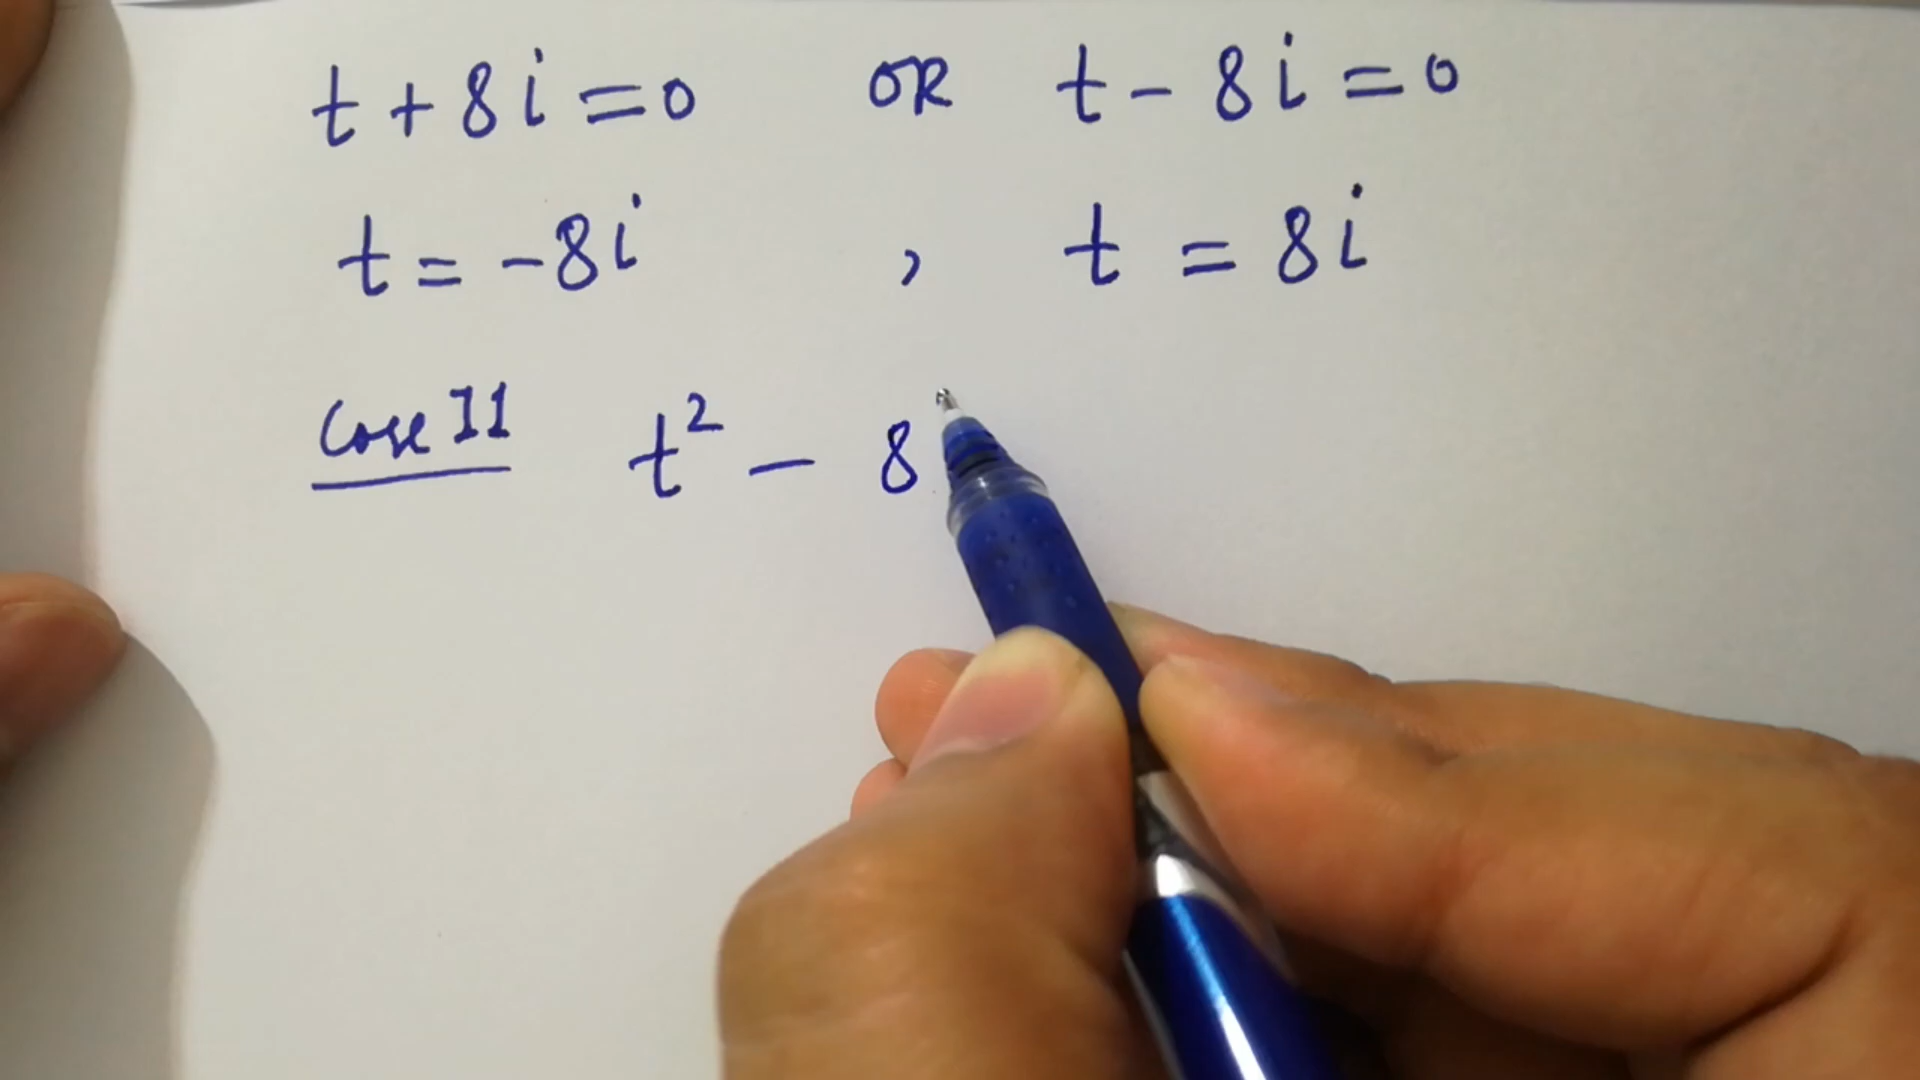 t + 8i = 0 OR t - 8i = 0
t = -8i , t = 8i
Case II t² - 8